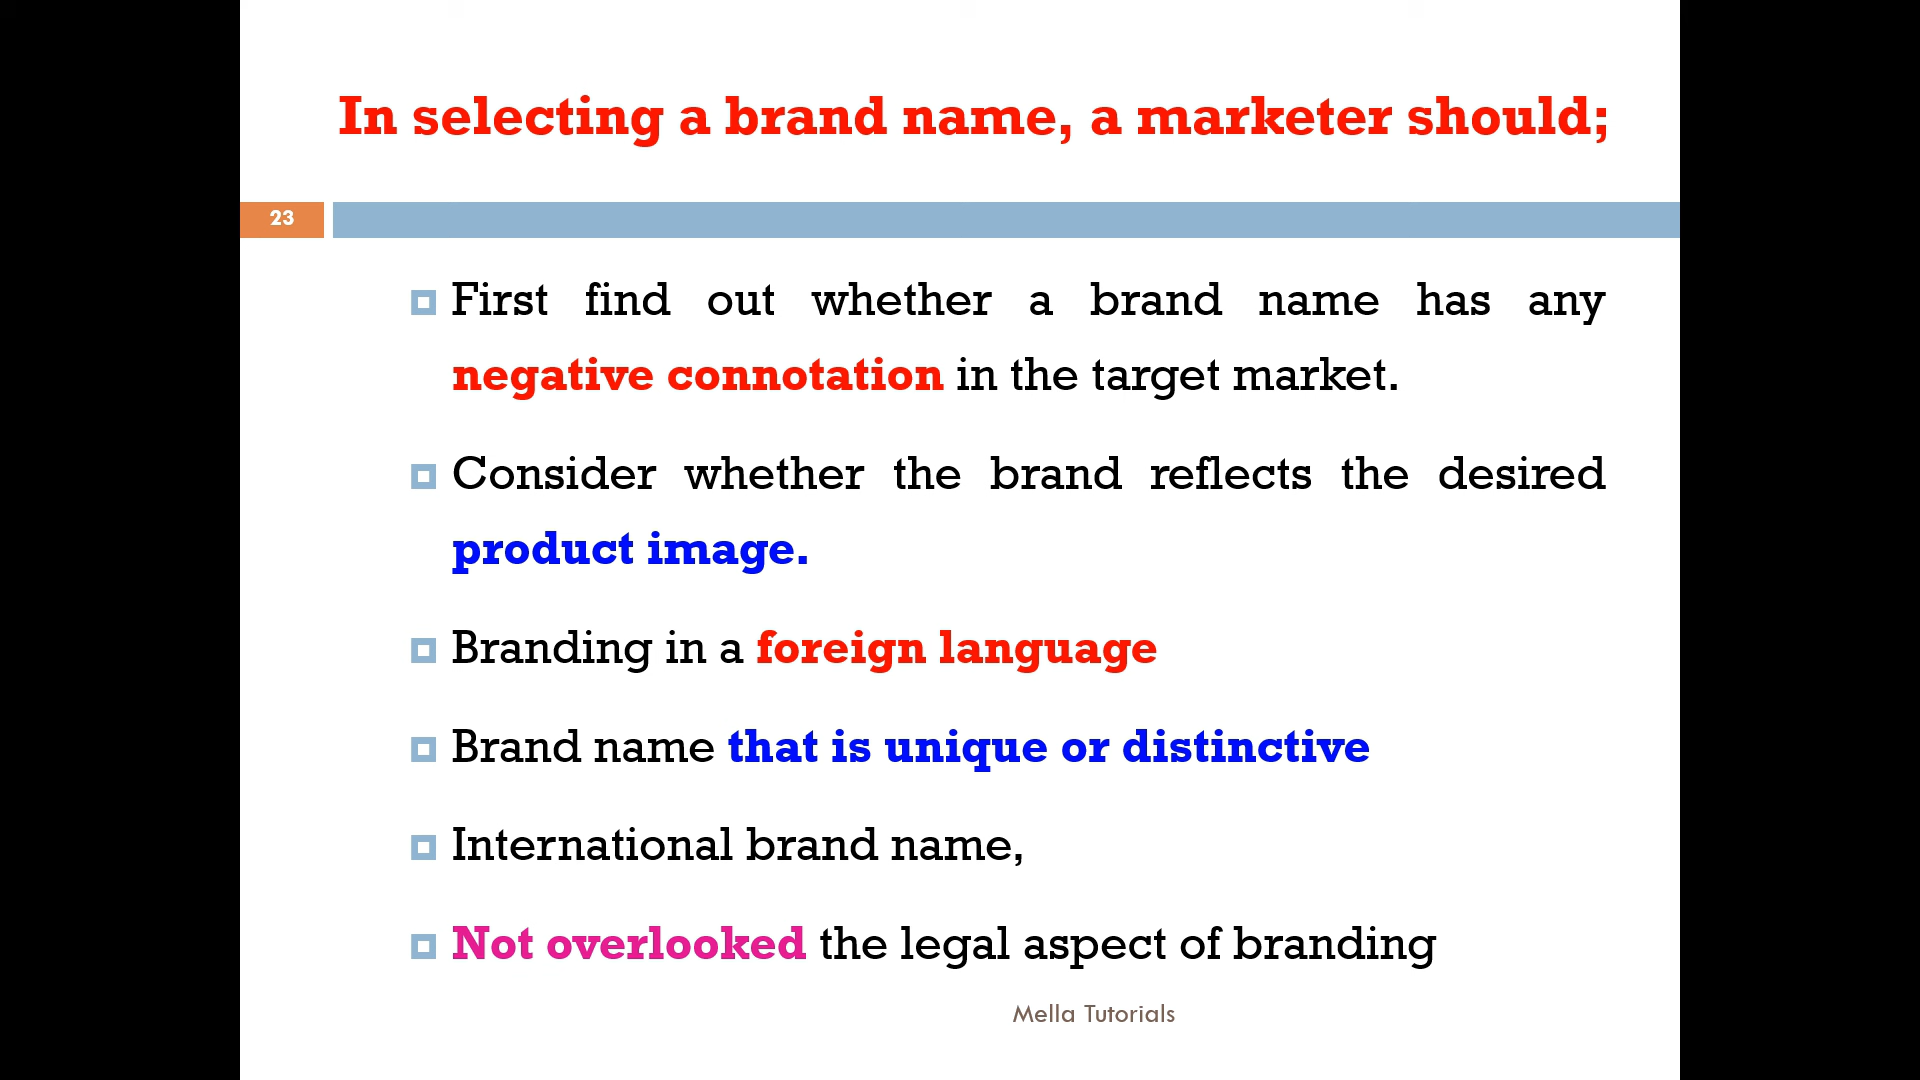 In selecting a brand name, a marketer should;
23
First find out whether a brand name has any
negative connotation in the target market.
Consider whether the brand reflects the desired
product image.
Branding in a foreign language
Brand name that is unique or distinctive
International brand name,
Not overlooked the legal aspect of branding
Mella Tutorials